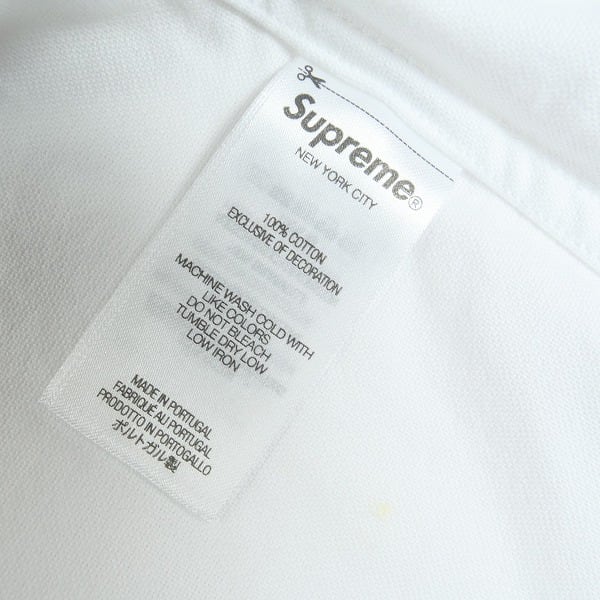 Supreme®
NEW YORK CITY
100% COTTON
EXCLUSIVE OF DECORATION
MACHINE WASH COLD WITH
LIKE COLORS
DO NOT BLEACH
TUMBLE DRY LOW
LOW IRON
MADE IN PORTUGAL
FABRIQUÉ AU PORTUGAL
PRODOTTO IN PORTOGALLO
ポルトガル製